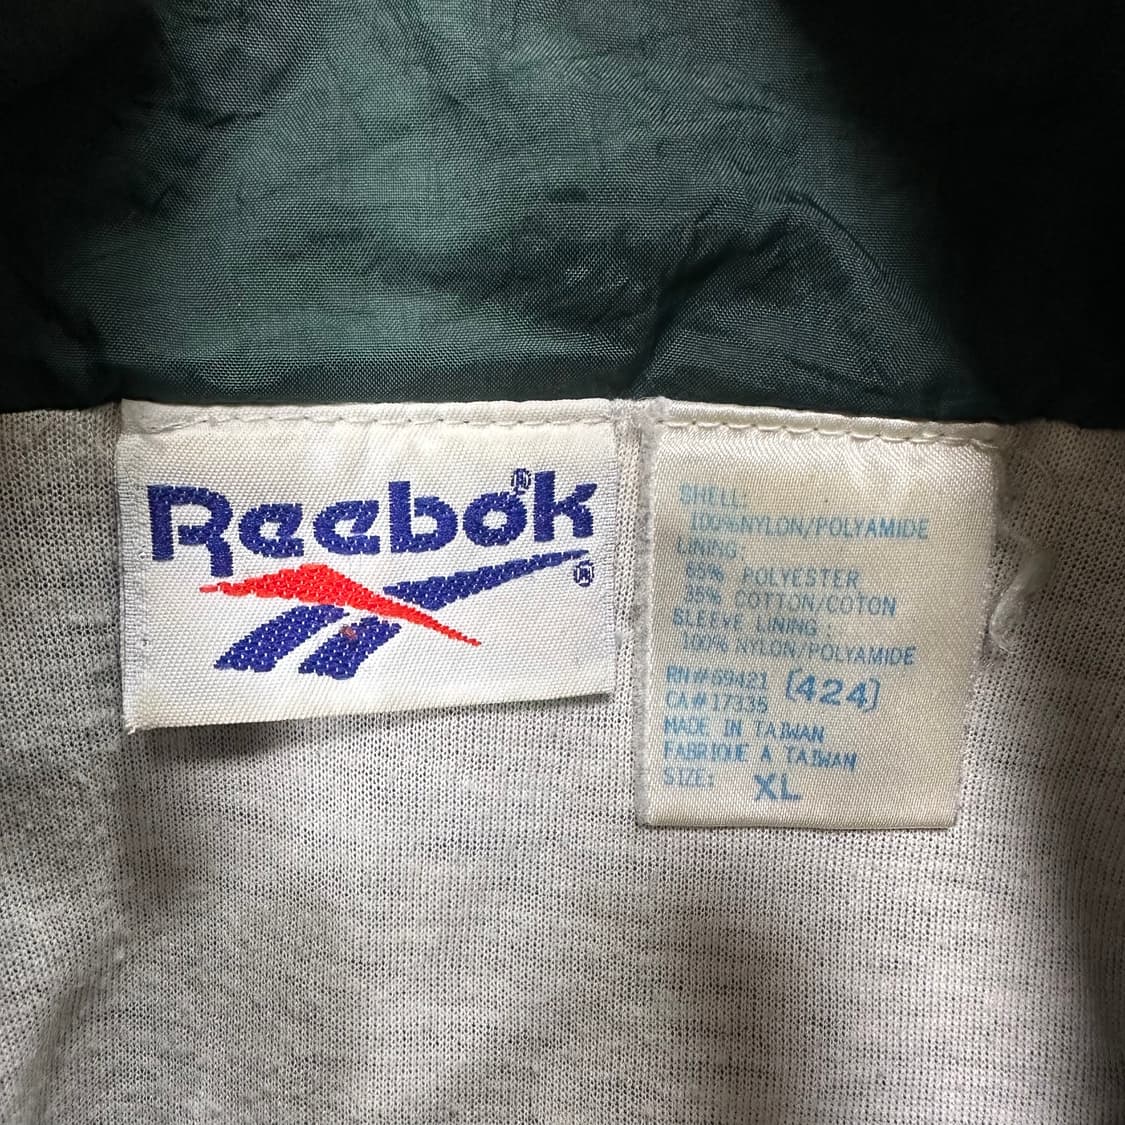 Reebok®
®
SHELL:
100%NYLON/POLYAMIDE
LINING:
65% POLYESTER
35% COTTON/COTON
SLEEVE LINING:
100% NYLON/POLYAMIDE
RN#69421 [424]
CA#17335
MADE IN TAIWAN
FABRIQUE A TAIWAN
SIZE: XL